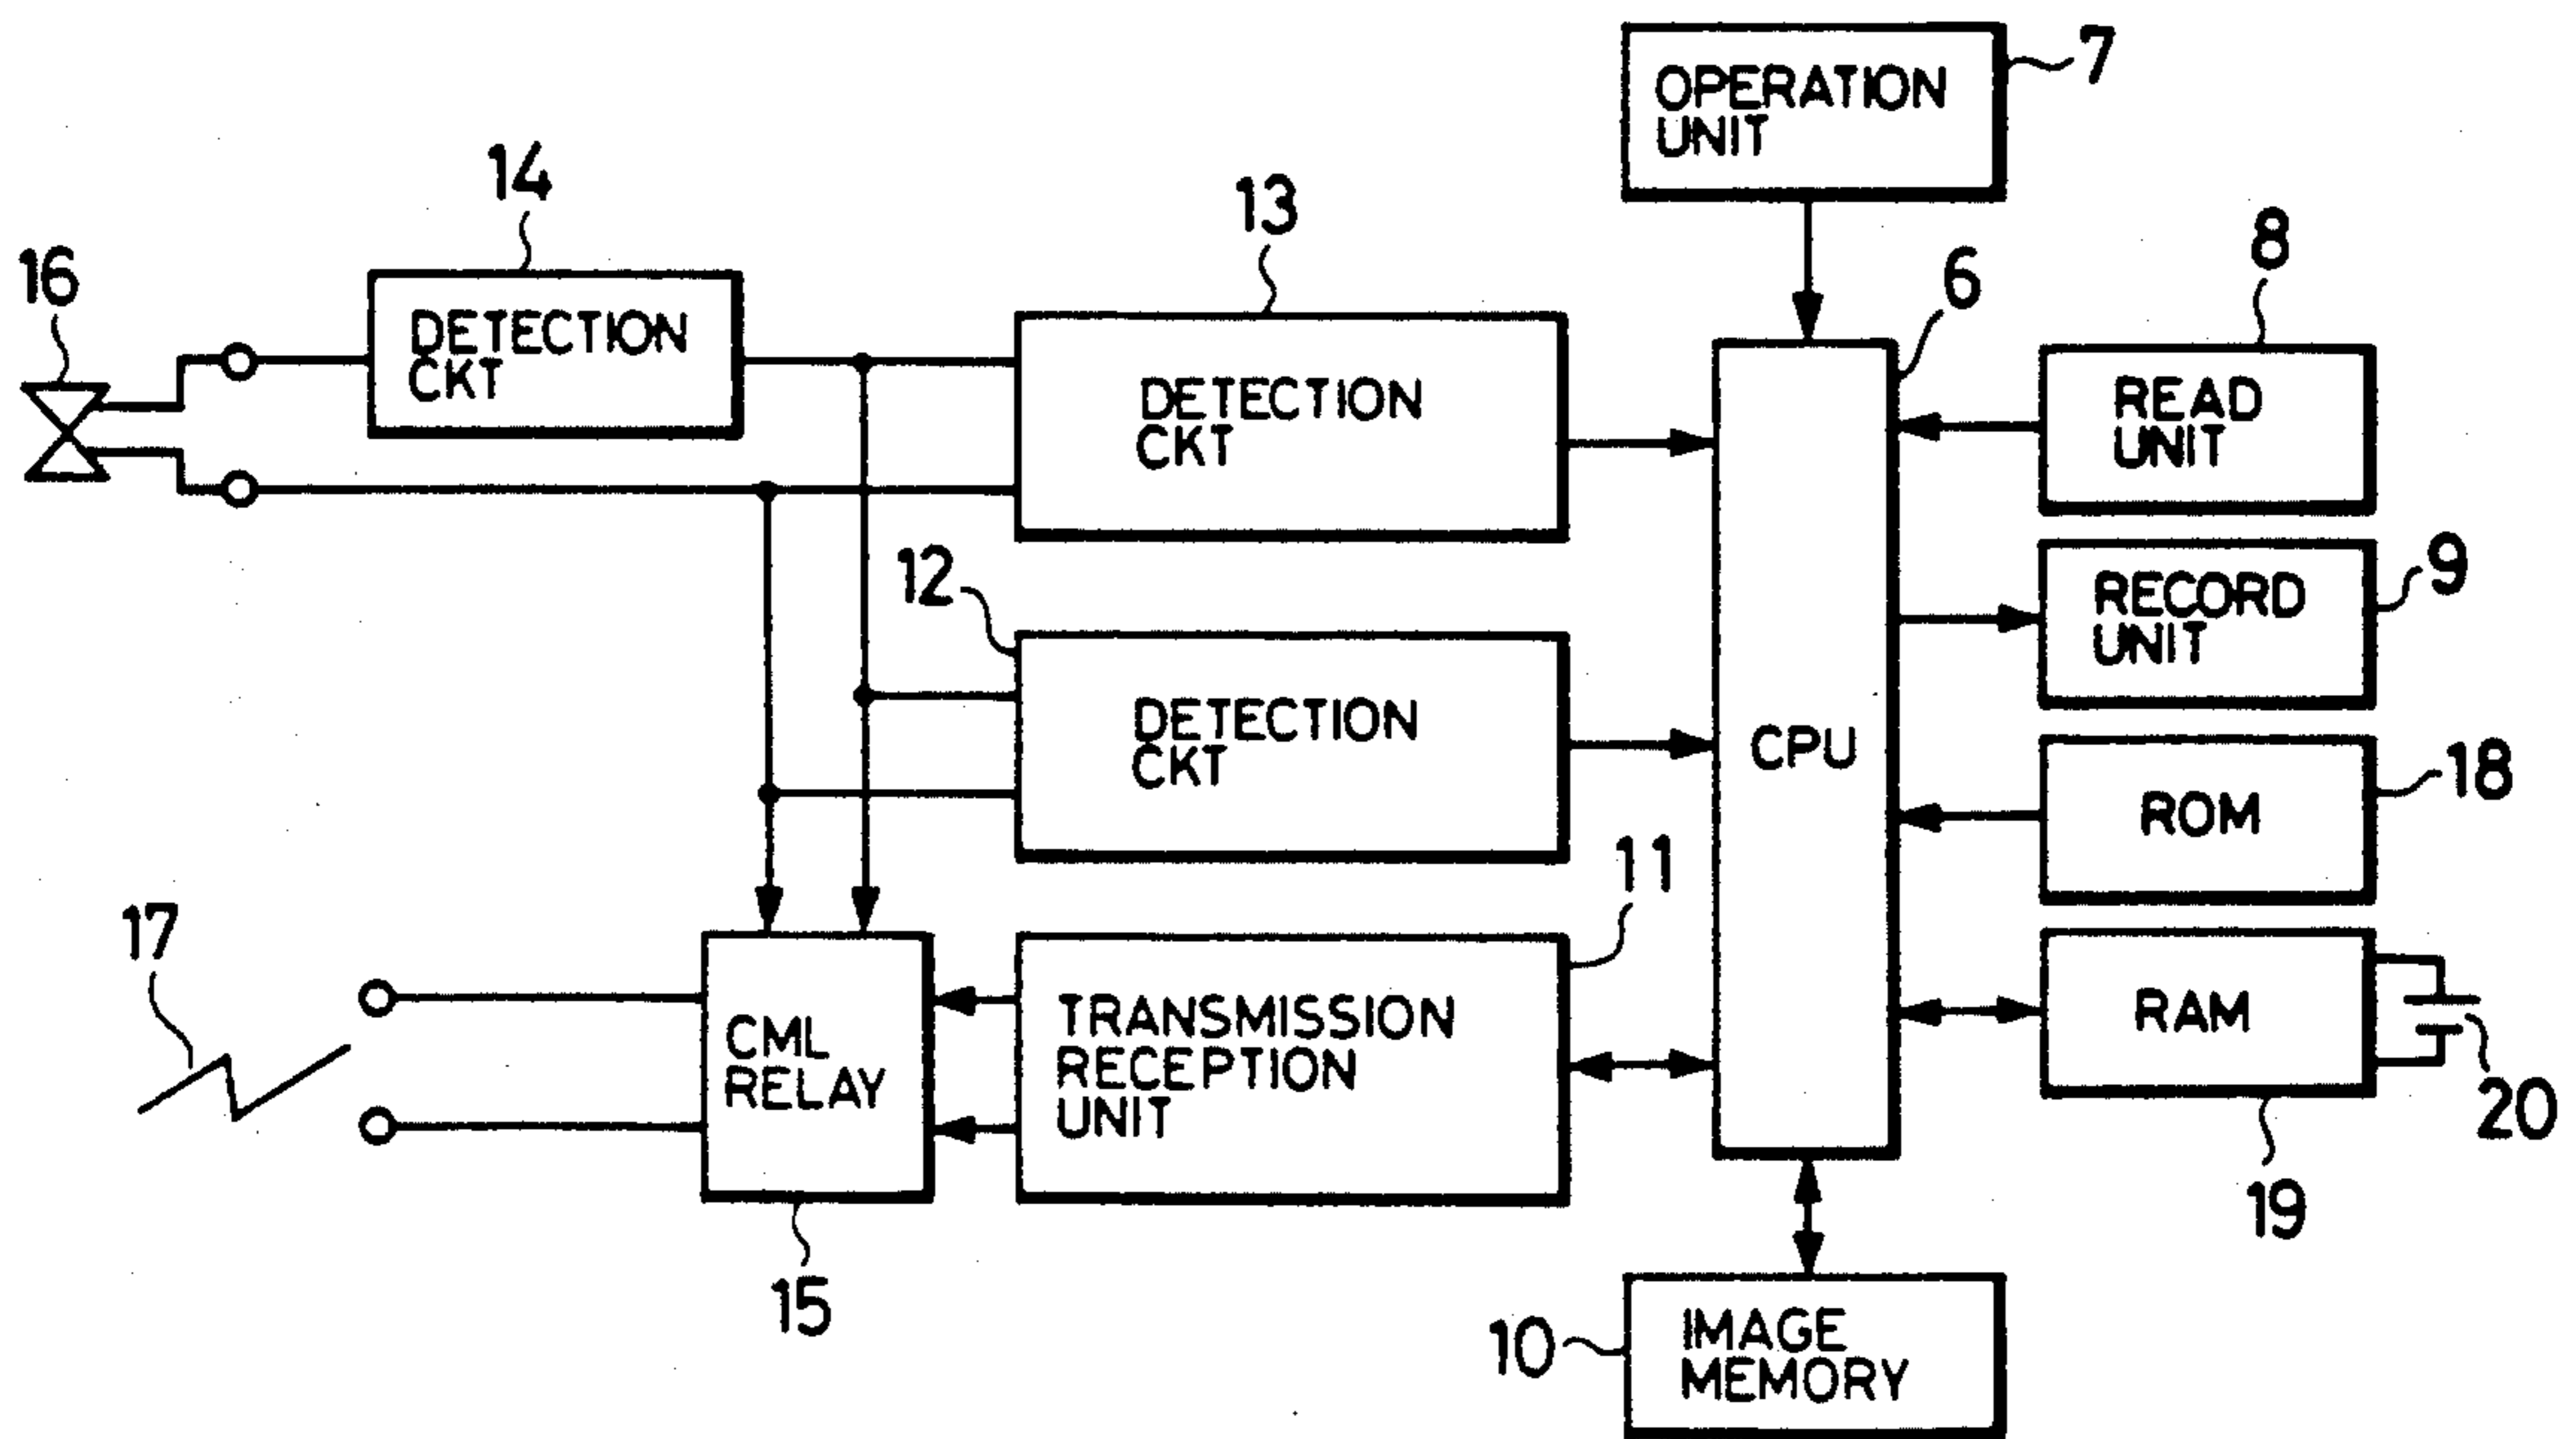 OPERATION
UNIT
7
14
13
8
16
6
DETECTION
CKT
DETECTION
CKT
READ
UNIT
12
9
RECORD
UNIT
DETECTION
CKT
CPU
18
ROM
11
17
CML
RELAY
TRANSMISSION
RECEPTION
UNIT
RAM
20
19
15
10
IMAGE
MEMORY